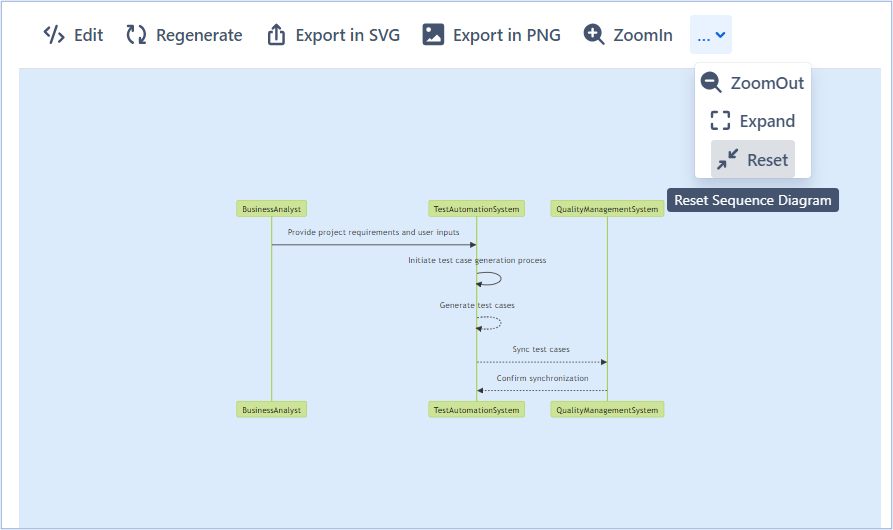 Edit
Regenerate
Export in SVG
Export in PNG
ZoomIn
...
ZoomOut
Expand
Reset
Reset Sequence Diagram
BusinessAnalyst
TestAutomationSystem
QualityManagementSystem
Provide project requirements and user inputs
Initiate test case generation process
Generate test cases
Sync test cases
Confirm synchronization
BusinessAnalyst
TestAutomationSystem
QualityManagementSystem